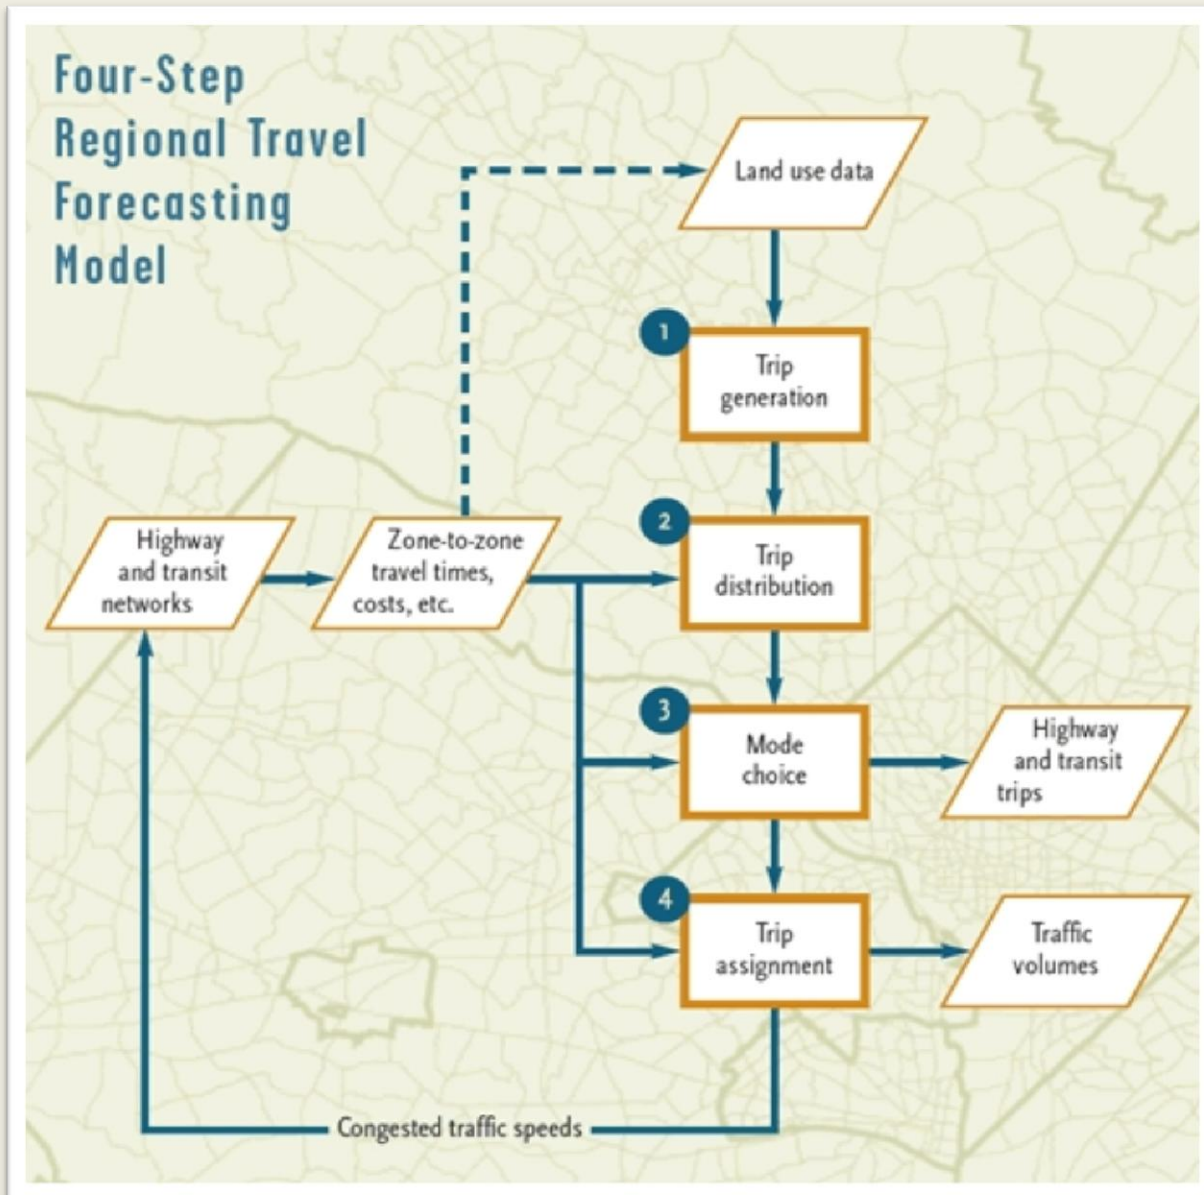 Four-Step
Regional Travel
Forecasting
Model
Land use data
1
Trip
generation
Highway
and transit
networks
Zone-to-zone
travel times,
costs, etc.
2
Trip
distribution
3
Mode
choice
Highway
and transit
trips
4
Trip
assignment
Traffic
volumes
Congested traffic speeds